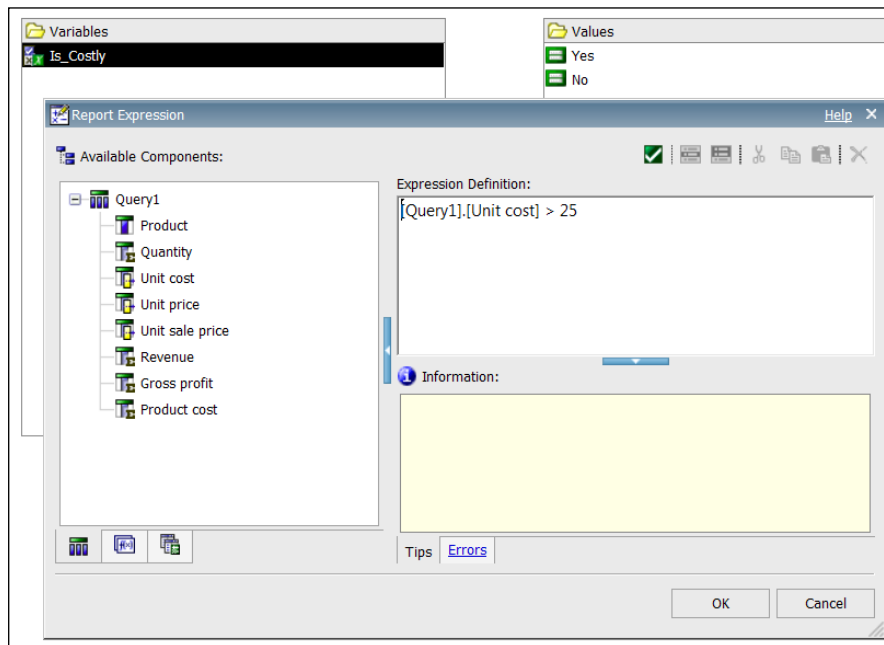 Variables
Is_Costly
Values
Yes
No
Report Expression
Help
Available Components:
Query1
Product
Quantity
Unit cost
Unit price
Unit sale price
Revenue
Gross profit
Product cost
Expression Definition:
[Query1].[Unit cost] > 25
Information:
Tips Errors
OK Cancel